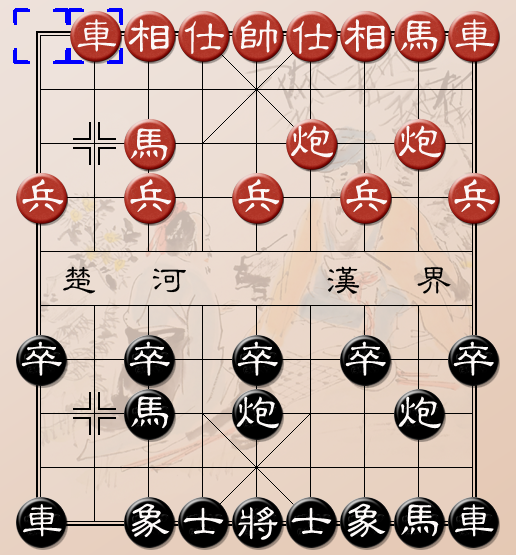 車相仕帥仕相馬車
馬炮炮
兵兵兵兵兵
楚河漢界
卒卒卒卒卒
馬炮炮
車象士將士象馬車